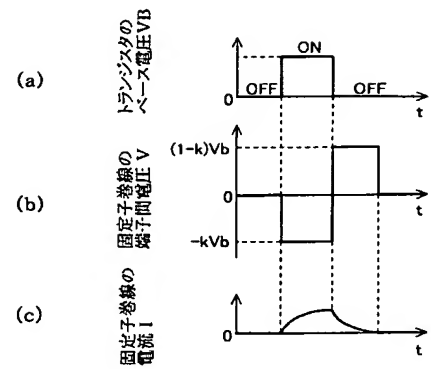 (a)
トランジスタの
ベース電圧VB
ON
OFF
OFF
0
t
(b)
固定子巻線の
端子間電圧 V
(1-k)Vb
0
-kVb
t
(c)
固定子巻線の
電流 I
0
t